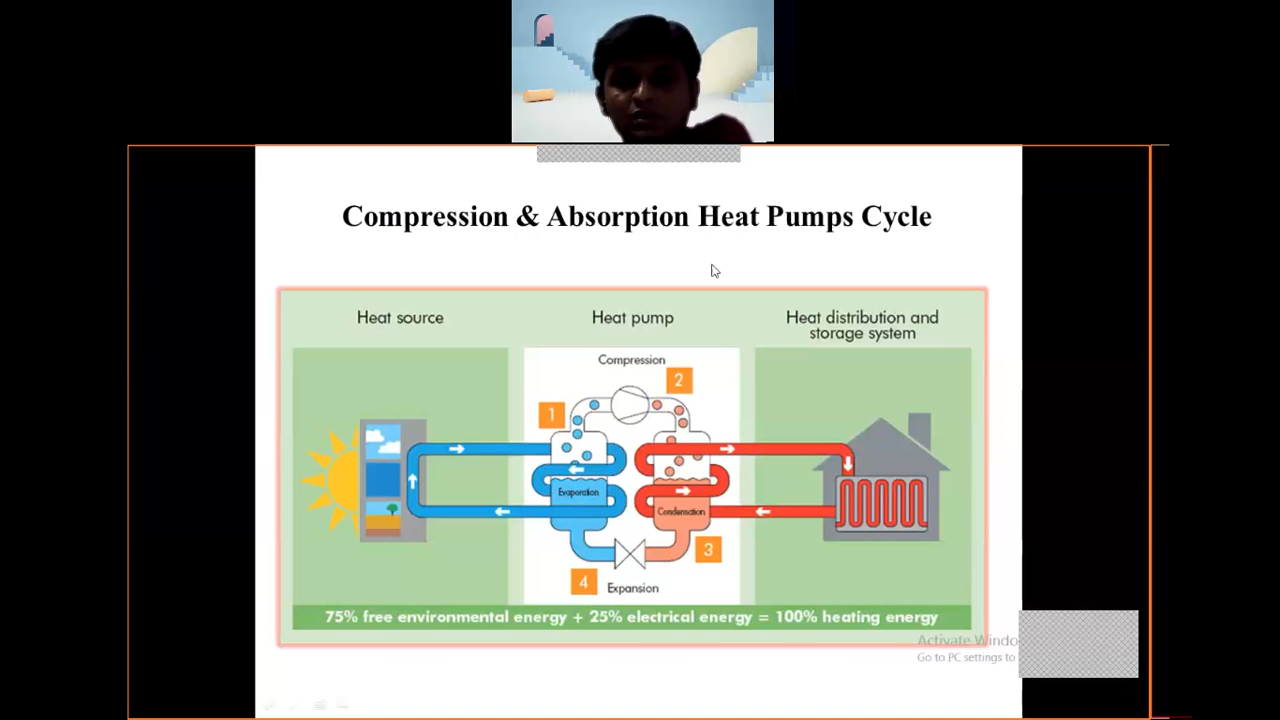 Compression & Absorption Heat Pumps Cycle
Heat source
Heat pump
Heat distribution and
storage system
Compression
2
1
Evaporation
Condensation
3
4
Expansion
75% free environmental energy + 25% electrical energy = 100% heating energy
Activate Windo
Go to PC settings to